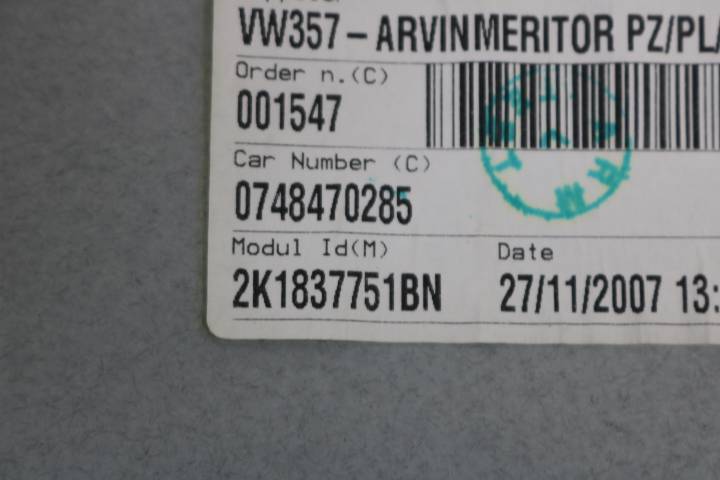 VW357 - ARVINMERITOR PZ/PL/
Order n.(C)
001547
Car Number (C)
0748470285
Modul Id(M) Date
2K1837751BN 27/11/2007 13: